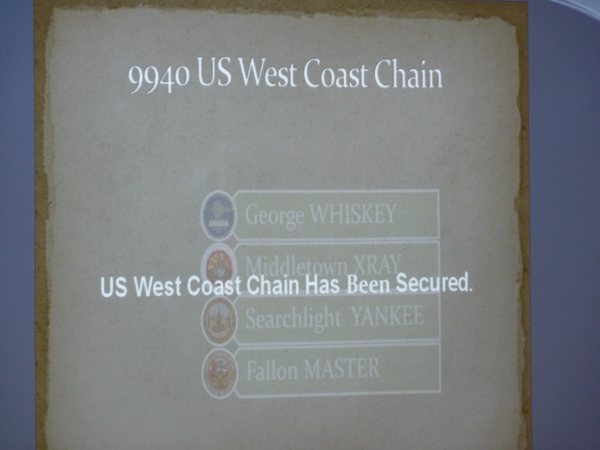 9940 US West Coast Chain
George WHISKEY
Middletown XRAY
US West Coast Chain Has Been Secured.
Searchlight YANKEE
Fallon MASTER